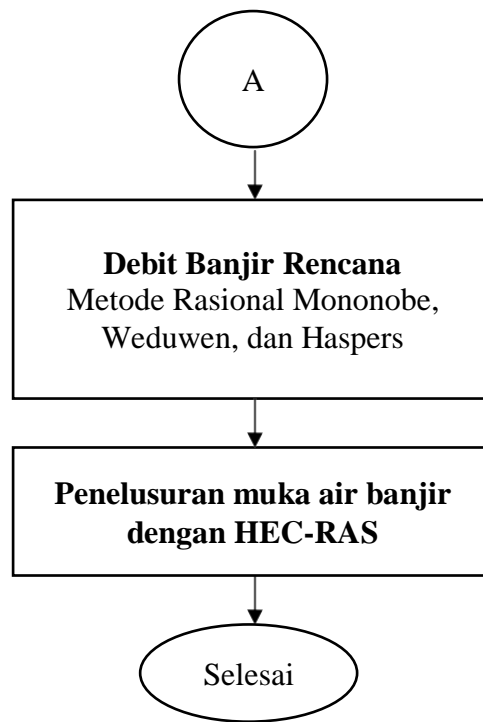 A
Debit Banjir Rencana
Metode Rasional Mononobe,
Weduwen, dan Haspers
Penelusuran muka air banjir
dengan HEC-RAS
Selesai